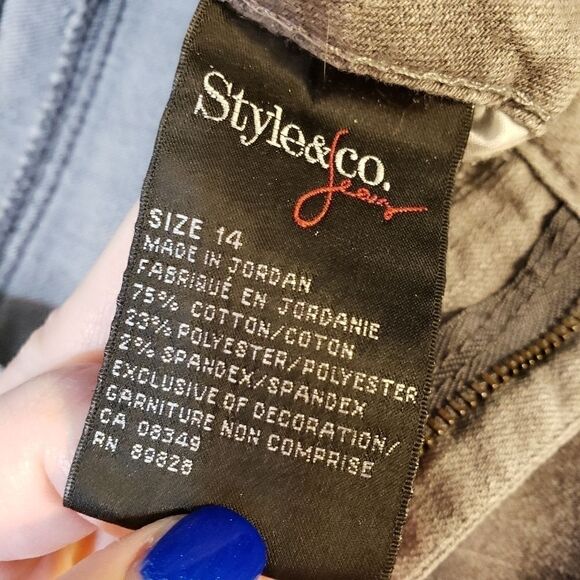 Style&co.
Jeans
SIZE 14
MADE IN JORDAN
FABRIQUÉ EN JORDANIE
75% COTTON/COTON
23% POLYESTER/POLYESTER
2% SPANDEX/SPANDEX
EXCLUSIVE OF DECORATION/
GARNITURE NON COMPRISE
CA 08349
RN 89828